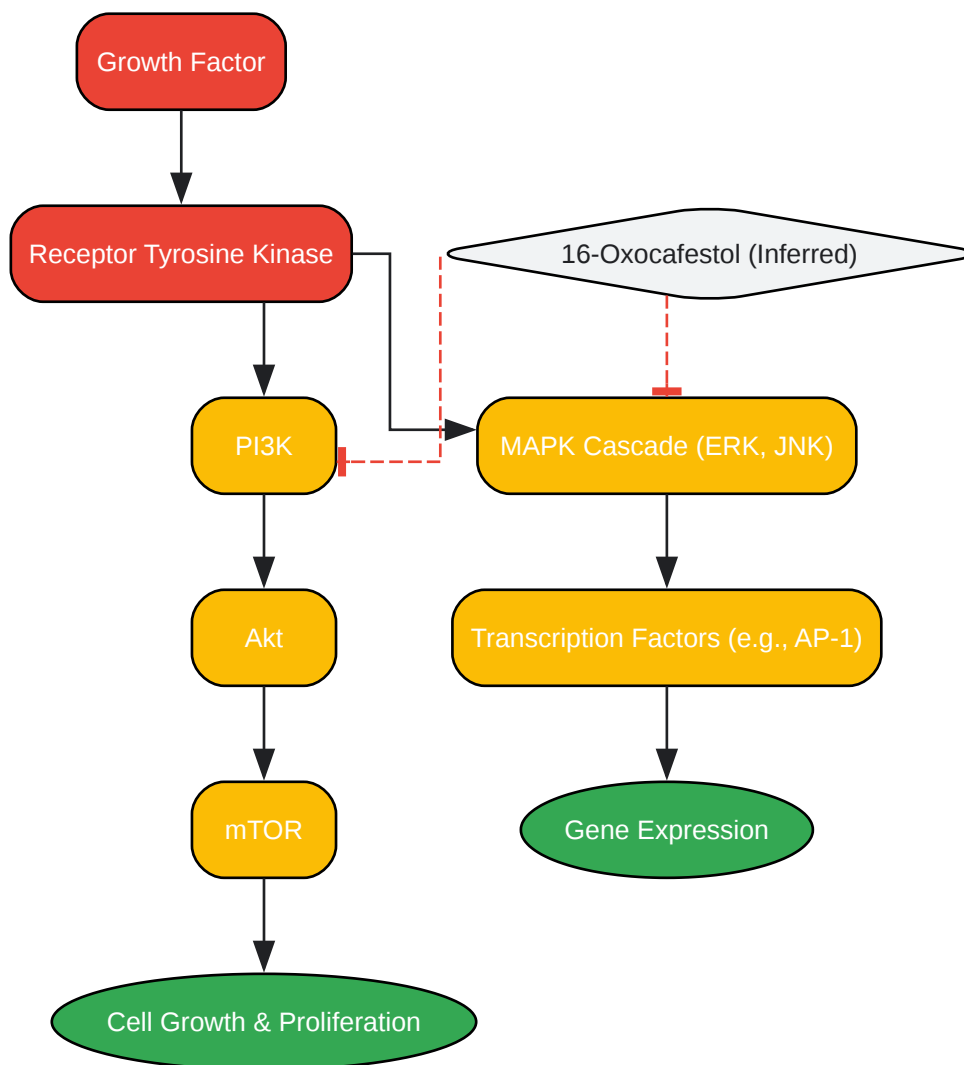 Growth Factor
Receptor Tyrosine Kinase
16-Oxocafestol (Inferred)
PI3K
MAPK Cascade (ERK, JNK)
Akt
Transcription Factors (e.g., AP-1)
mTOR
Gene Expression
Cell Growth & Proliferation